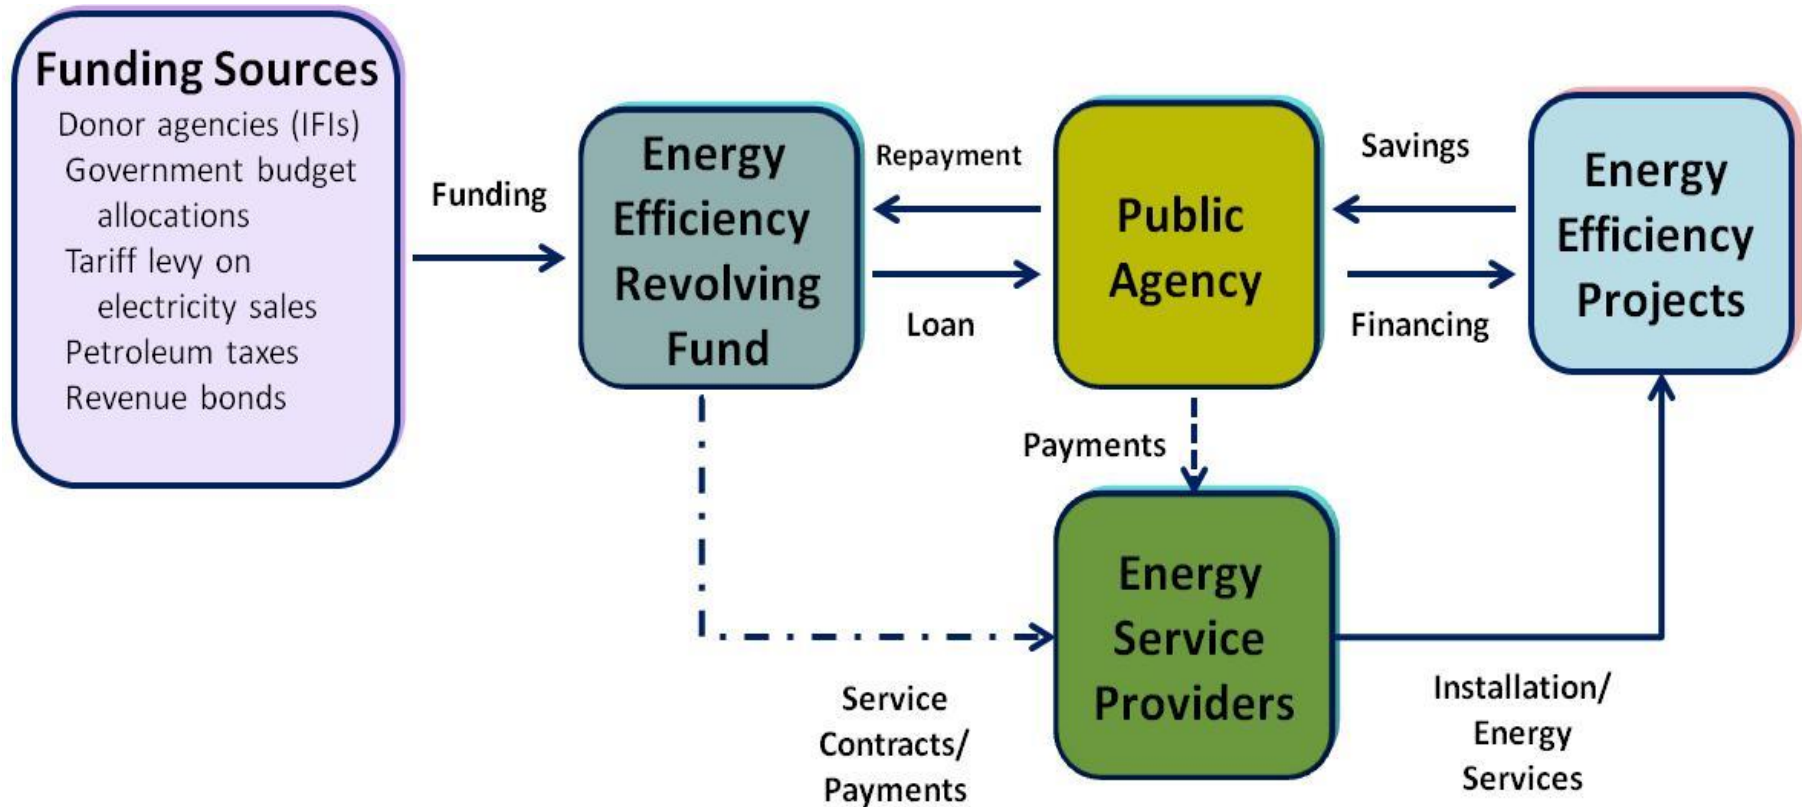 Funding Sources
Donor agencies (IFIs)
Government budget
allocations
Tariff levy on
electricity sales
Petroleum taxes
Revenue bonds
Funding
Energy
Efficiency
Revolving
Fund
Repayment
Loan
Public
Agency
Savings
Financing
Energy
Efficiency
Projects
Payments
Energy
Service
Providers
Service
Contracts/
Payments
Installation/
Energy
Services